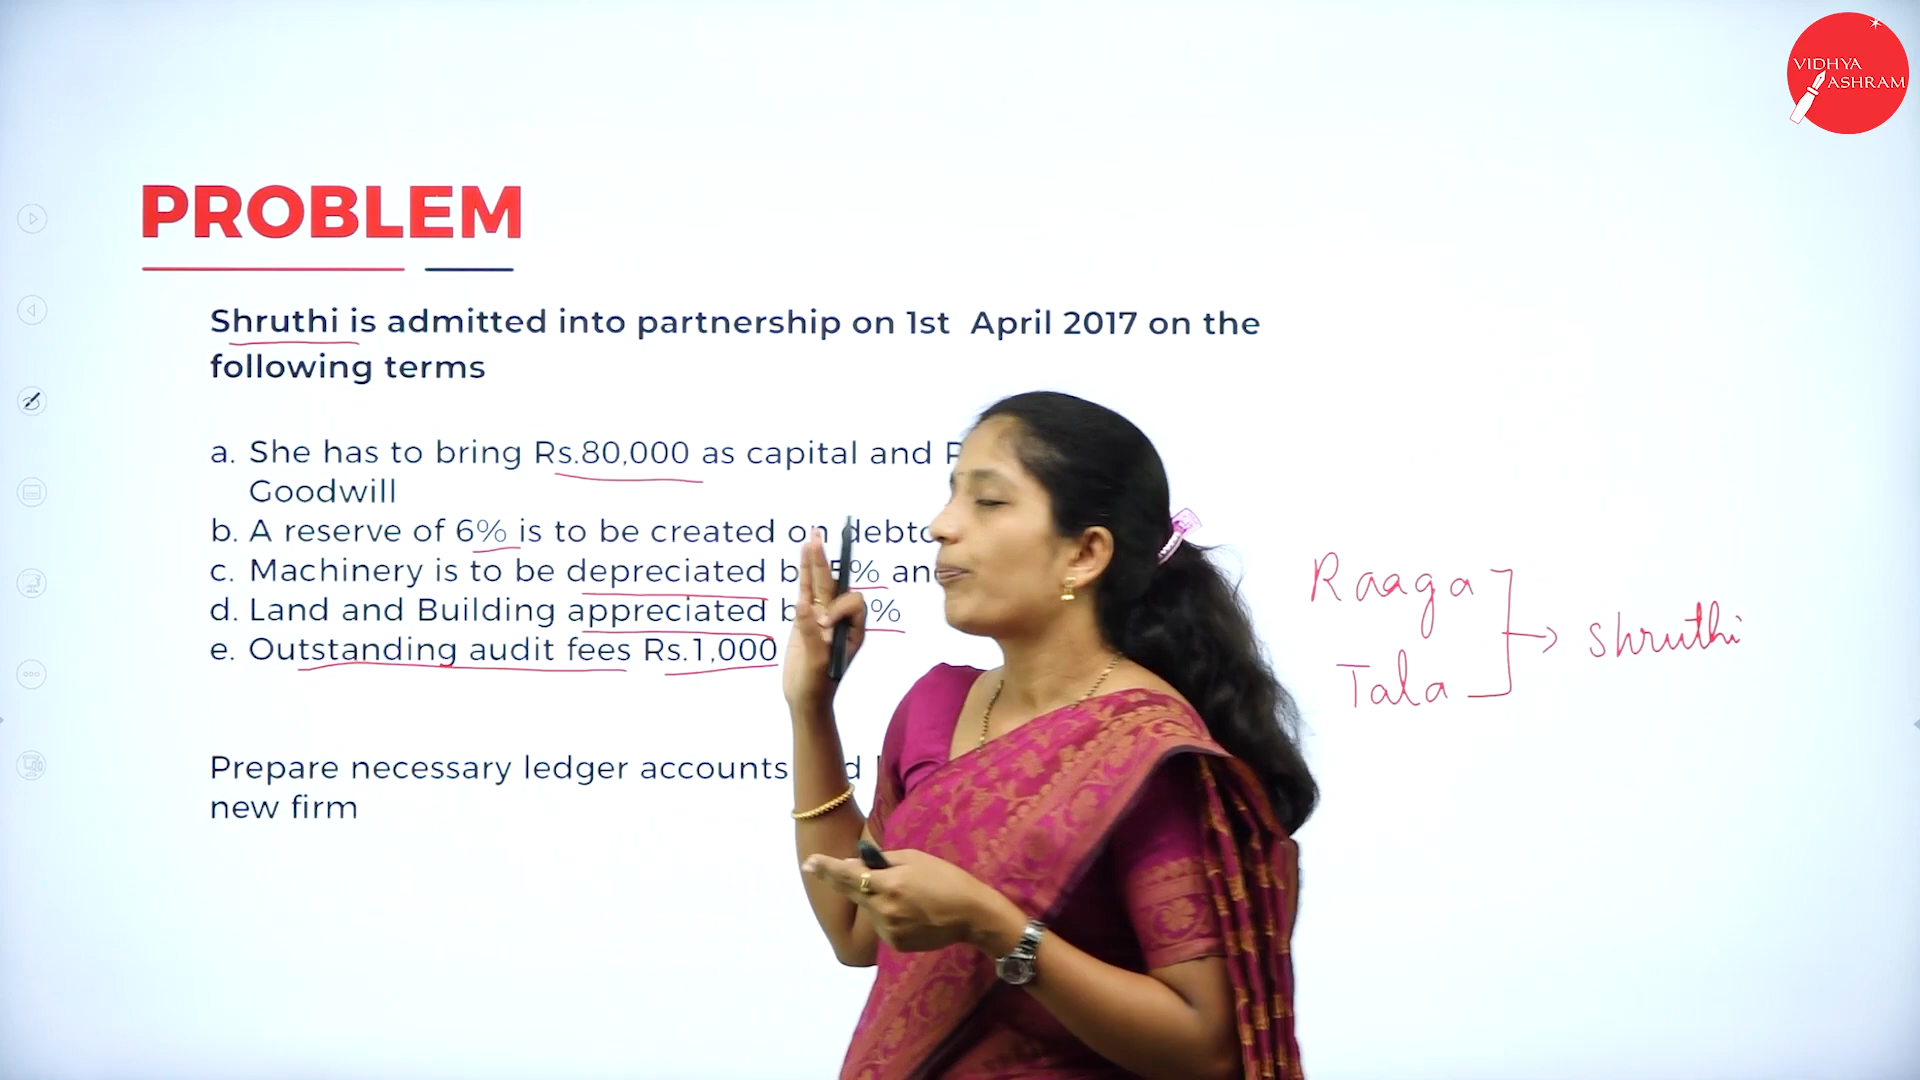 VIDHYA
ASHRAM
PROBLEM
Shruthi is admitted into partnership on 1st April 2017 on the
following terms
a. She has to bring Rs.80,000 as capital and
Goodwill
b. A reserve of 6% is to be created on
c. Machinery is to be depreciated
d. Land and Building appreciated
e. Outstanding audit fees Rs.1,000
Prepare necessary ledger accounts
new firm
Raaga
Tala
Shruthi